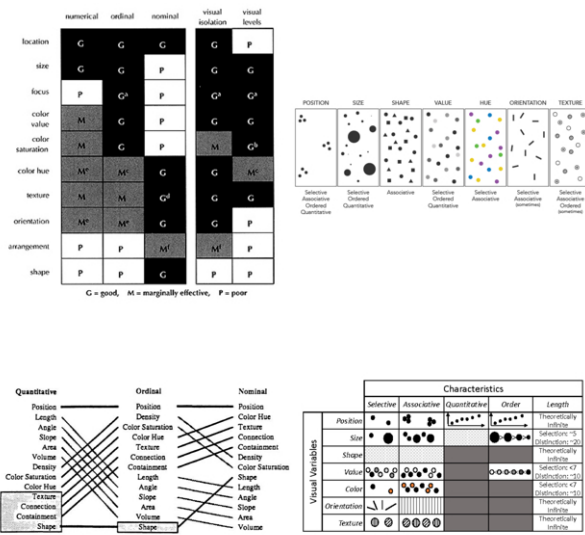 numerical ordinal nominal visual isolation visual levels
location G G G G P
size G G P G G
focus P Gᵃ P Gᵃ Gᵃ
color value M G P G G
color saturation M G P M Gᵇ
color hue Mᶜ Mᶜ G G Mᶜ
texture M M Gᵈ G G
orientation Mᵉ Mᵉ G G P
arrangement P P Mᶠ Mᶠ P
shape P P G P P
G = good, M = marginally effective, P = poor
POSITION SIZE SHAPE VALUE HUE ORIENTATION TEXTURE
Selective Selective Associative Selective Selective Selective Selective
Associative Ordered Ordered Associative Associative Associative
Ordered Quantitative Quantitative (sometimes) Ordered
Quantitative (sometimes)
Quantitative Ordinal Nominal
Position Position Position
Length Density Color Hue
Angle Color Saturation Texture
Slope Color Hue Connection
Area Texture Containment
Volume Connection Density
Density Containment Color Saturation
Color Saturation Length Shape
Color Hue Angle Length
Texture Slope Angle
Connection Area Slope
Containment Volume Area
Shape Shape Volume
Characteristics
Selective Associative Quantitative Order Length
Visual Variables
Position Theoretically Infinite
Size Selection: ~5 Distinction: ~20
Shape Theoretically Infinite
Value Selection: <7 Distinction: ~10
Color Selection: <7 Distinction: ~10
Orientation Theoretically Infinite
Texture Theoretically Infinite